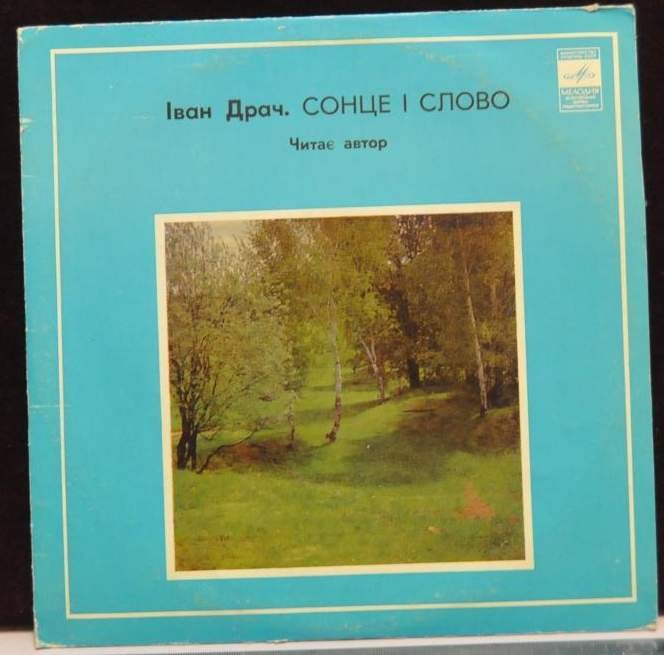 Іван Драч. СОНЦЕ І СЛОВО
Читає автор
МЕЛОДИЯ